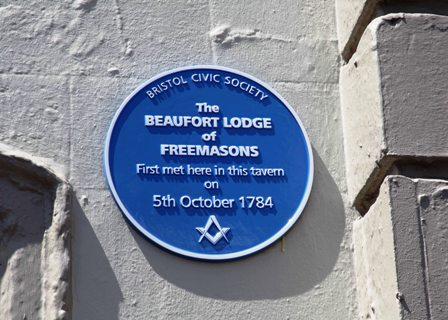 BRISTOL CIVIC SOCIETY
The
BEAUFORT LODGE
of
FREEMASONS
First met here in this tavern
on
5th October 1784